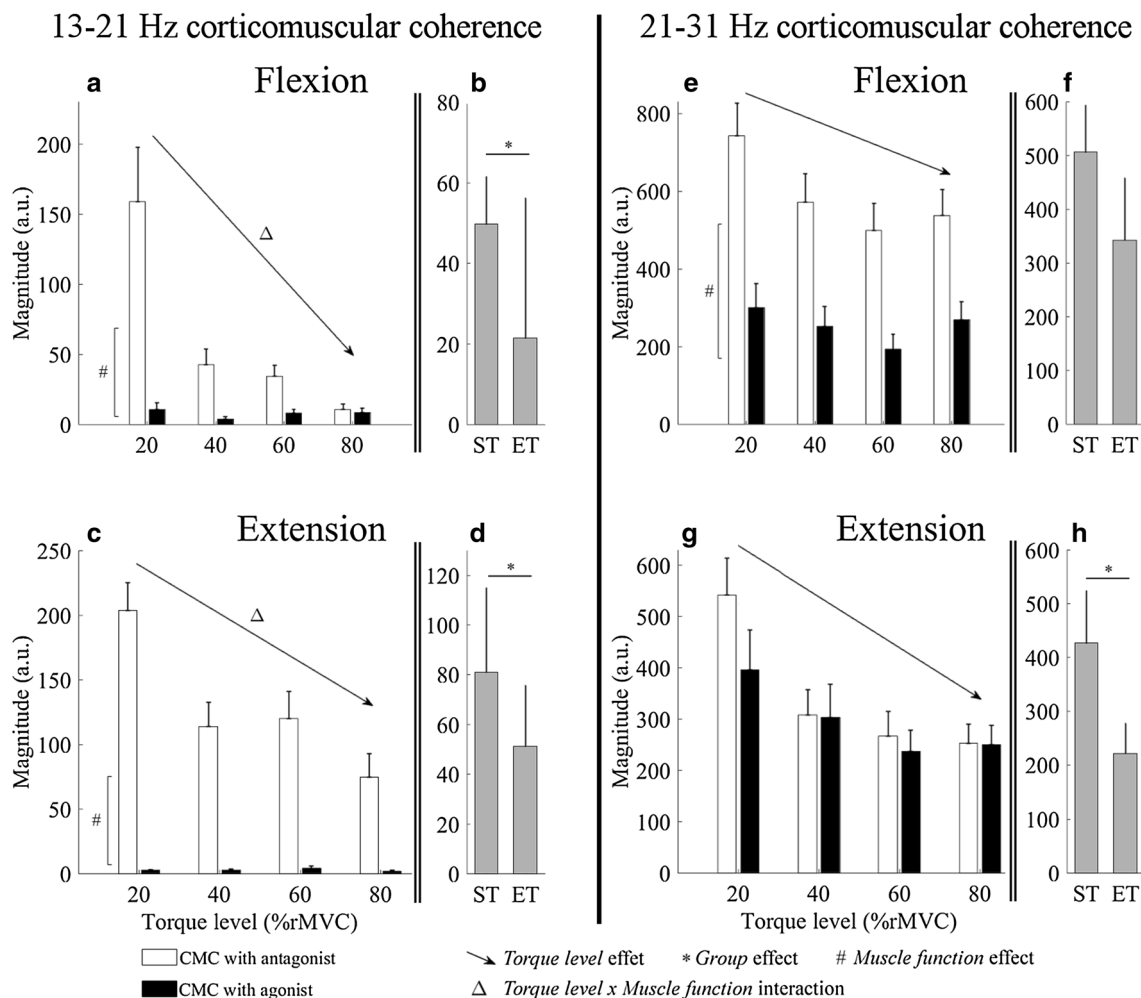 13-21 Hz corticomuscular coherence
21-31 Hz corticomuscular coherence
a
Flexion
b
Magnitude (a.u.)
200
150
100
50
0
20 40 60 80
#
Δ
80
60
40
20
0
*
ST ET
e
Flexion
f
Magnitude (a.u.)
800
600
400
200
0
20 40 60 80
#
600
500
400
300
200
100
0
ST ET
c
Extension
d
Magnitude (a.u.)
250
200
150
100
50
0
20 40 60 80
#
Δ
Torque level (%rMVC)
120
100
80
60
40
20
0
*
ST ET
g
Extension
h
Magnitude (a.u.)
600
500
400
300
200
100
0
20 40 60 80
Torque level (%rMVC)
600
500
400
300
200
100
0
*
ST ET
CMC with antagonist
CMC with agonist
Torque level effet
* Group effect
# Muscle function effect
Δ Torque level x Muscle function interaction